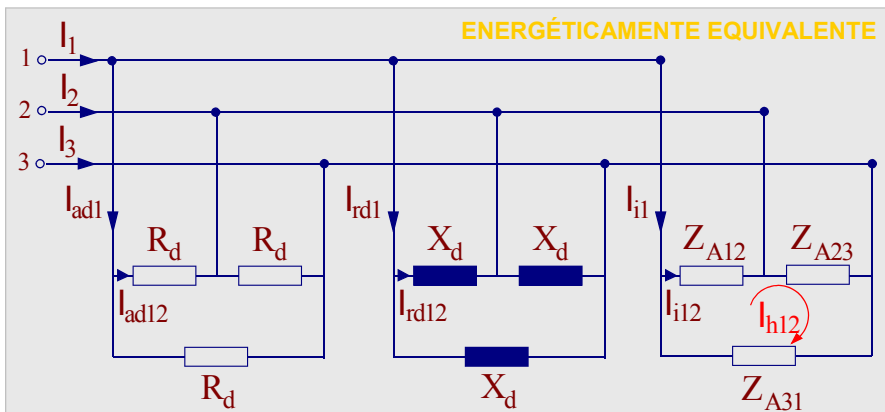 ENERGÉTICAMENTE EQUIVALENTE
1 I1
2 I2
3 I3
Iad1 Ird1 Ii1
Rd Rd Xd Xd ZA12 ZA23
Iad12 Ird12 Ii12 Ih12
Rd Xd ZA31